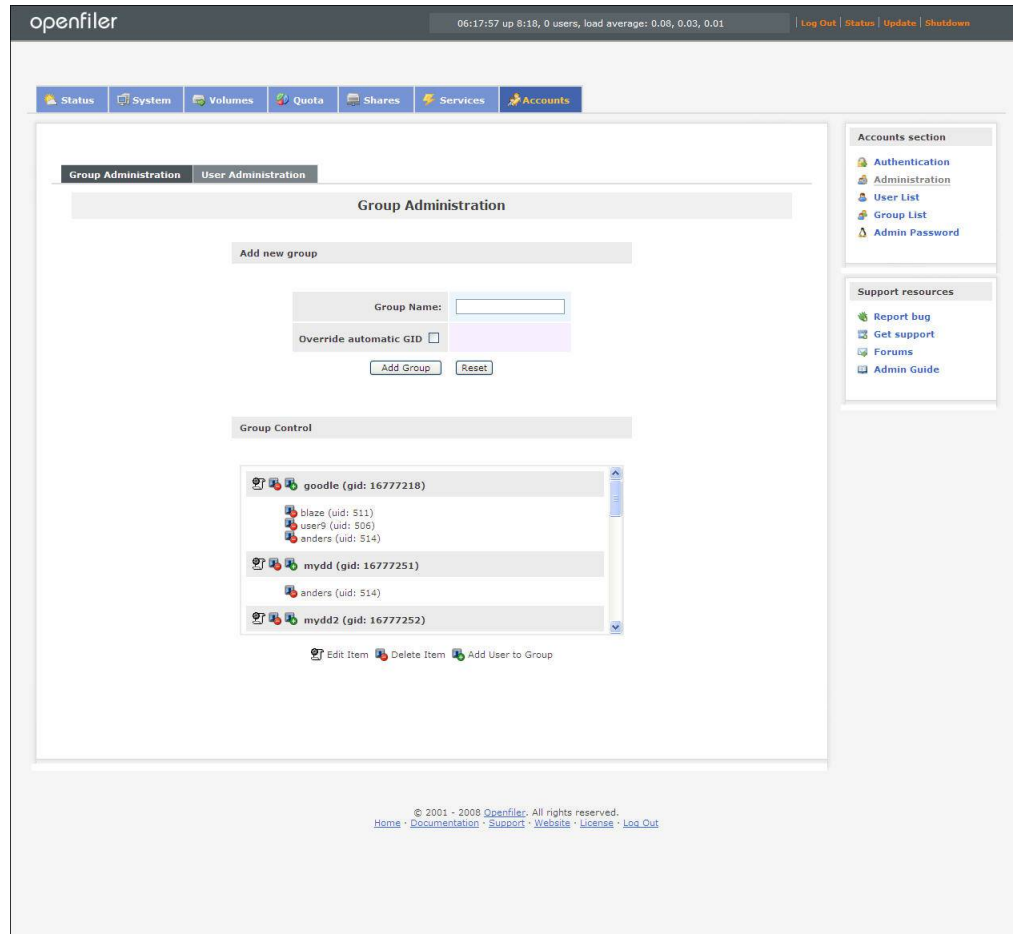 openfiler
06:17:57 up 8:18, 0 users, load average: 0.08, 0.03, 0.01
| Log Out | Status | Update | Shutdown
Status System Volumes Quota Shares Services Accounts
Group Administration User Administration
Group Administration
Add new group
Group Name:
Override automatic GID
Add Group Reset
Group Control
goodle (gid: 16777218)
blaze (uid: 511)
user9 (uid: 506)
anders (uid: 514)
mydd (gid: 16777251)
anders (uid: 514)
mydd2 (gid: 16777252)
Edit Item Delete Item Add User to Group
Accounts section
Authentication
Administration
User List
Group List
Admin Password
Support resources
Report bug
Get support
Forums
Admin Guide
© 2001 - 2008 Openfiler. All rights reserved.
Home · Documentation · Support · Website · License · Log Out